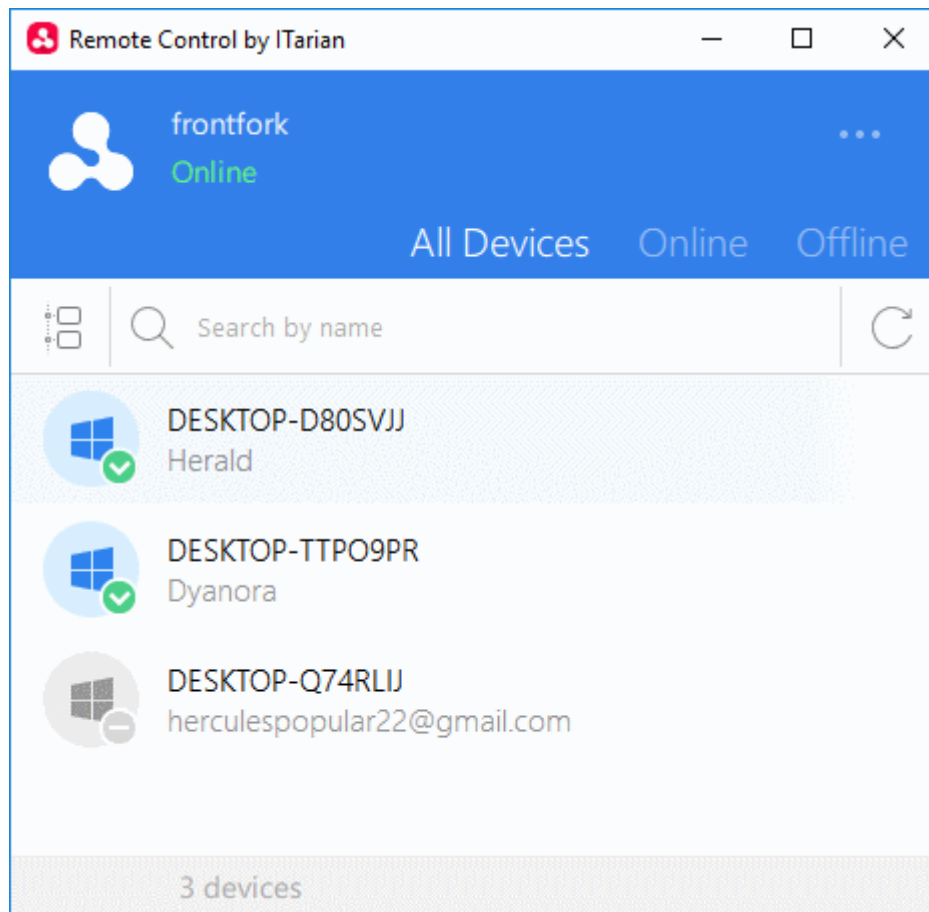 Remote Control by ITarian
frontfork
Online
All Devices Online Offline
Search by name
DESKTOP-D80SVJJ
Herald
DESKTOP-TTPO9PR
Dyanora
DESKTOP-Q74RLIJ
herculespopular22@gmail.com
3 devices